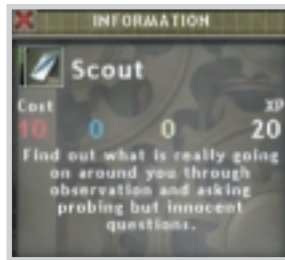 INFORMATION
Scout
Cost XP
10 0 0 20
Find out what is really going
on around you through
observation and asking
probing but innocent
questions.